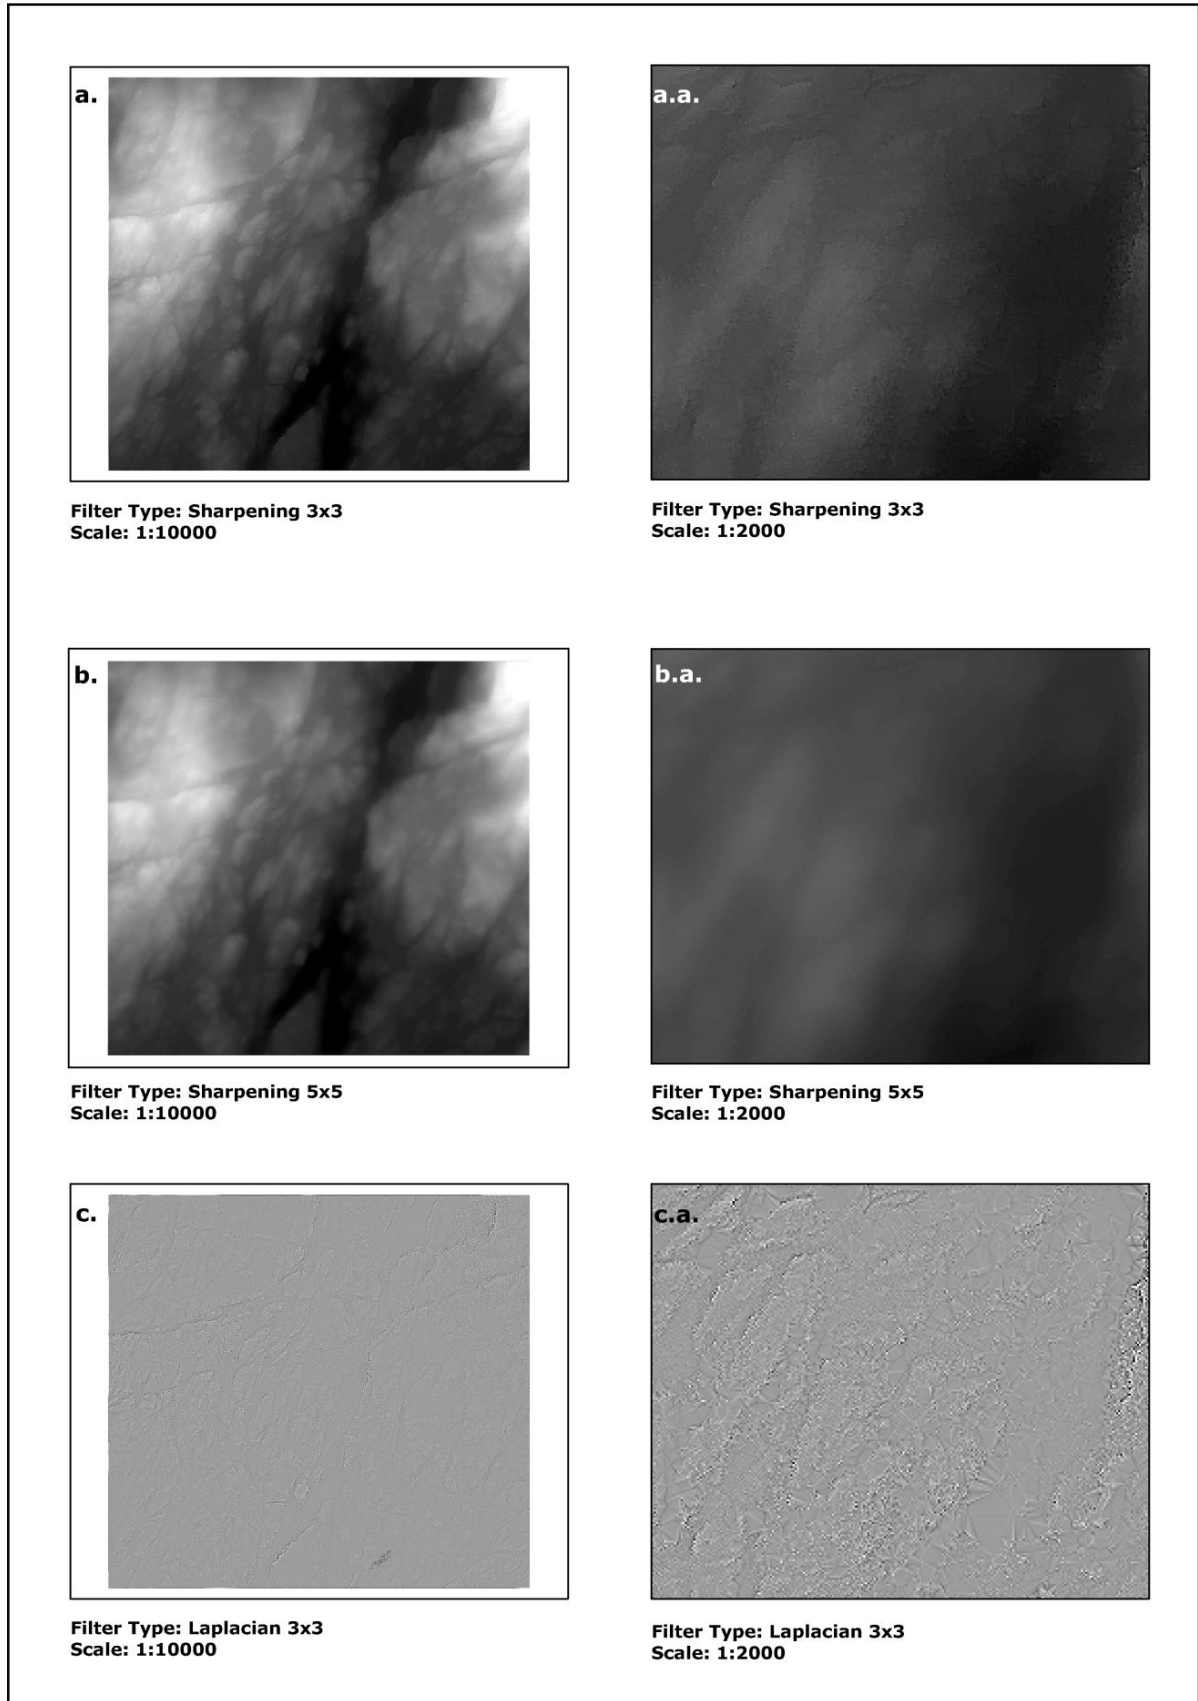 a.
a.a.
Filter Type: Sharpening 3x3
Scale: 1:10000
Filter Type: Sharpening 3x3
Scale: 1:2000
b.
b.a.
Filter Type: Sharpening 5x5
Scale: 1:10000
Filter Type: Sharpening 5x5
Scale: 1:2000
c.
c.a.
Filter Type: Laplacian 3x3
Scale: 1:10000
Filter Type: Laplacian 3x3
Scale: 1:2000